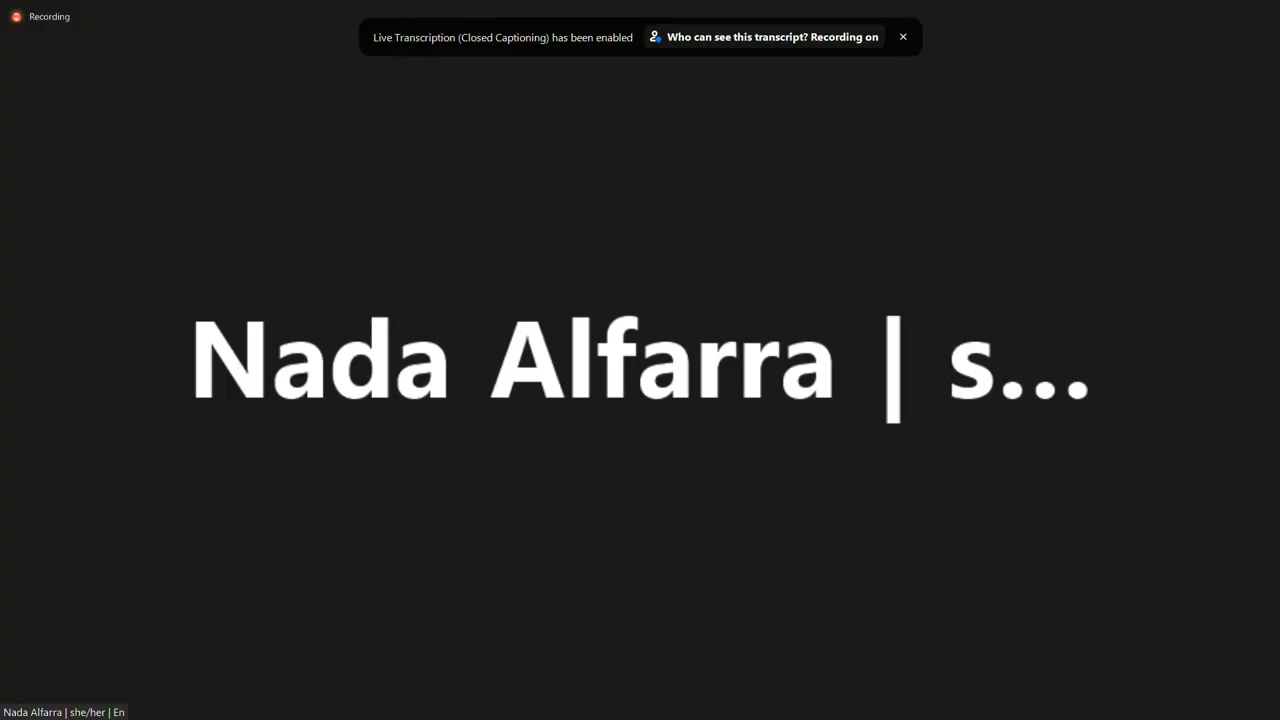 Recording
Live Transcription (Closed Captioning) has been enabled Who can see this transcript? Recording on
Nada Alfarra | s...
Nada Alfarra | she/her | En